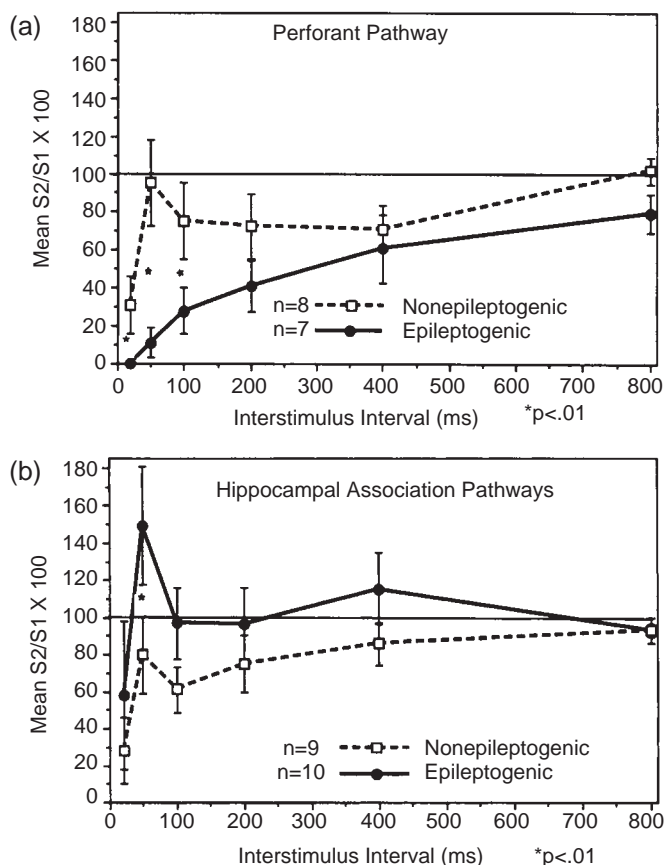 (a)
Perforant Pathway
Mean S2/S1 X 100
180
160
140
120
100
80
60
40
20
0
*
*
*
n=8 Nonepileptogenic
n=7 Epileptogenic
0 100 200 300 400 500 600 700 800
Interstimulus Interval (ms) *p<.01
(b)
Hippocampal Association Pathways
Mean S2/S1 X 100
180
160
140
120
100
80
60
40
20
0
*
n=9 Nonepileptogenic
n=10 Epileptogenic
0 100 200 300 400 500 600 700 800
Interstimulus Interval (ms) *p<.01